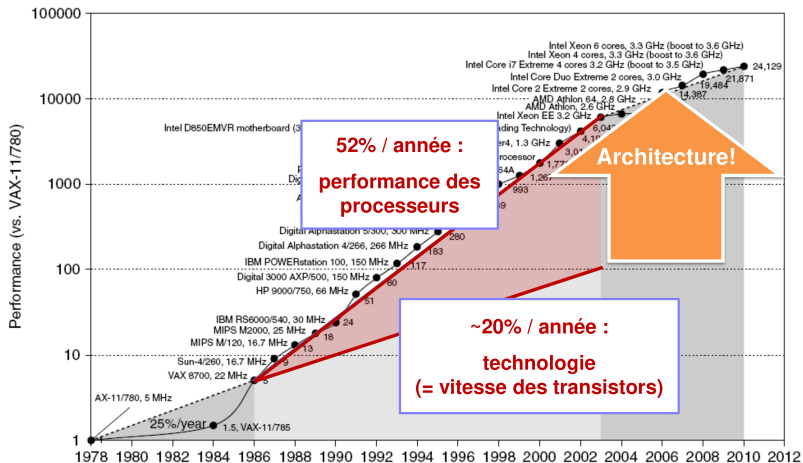 100000
10000
1000
100
10
1
Performance (vs. VAX-11/780)
Intel Xeon 6 cores, 3.3 GHz (boost to 3.6 GHz)
Intel Xeon 4 cores, 3.3 GHz (boost to 3.6 GHz)
Intel Core i7 Extreme 4 cores 3.2 GHz (boost to 3.5 GHz)
24,129
Intel Core Duo Extreme 2 cores, 3.0 GHz
21,871
Intel Core 2 Extreme 2 cores, 2.9 GHz
19,484
AMD Athlon 64, 2.8 GHz
14,387
AMD Athlon, 2.6 GHz
Intel Xeon EE 3.2 GHz
Intel D850EMVR motherboard (3
ading Technology)
1,3 GHz
rocessor
64A
1,267
993
52% / année :
performance des
processeurs
Architecture!
Digital Alphastation 5/300, 300 MHz
280
Digital Alphastation 4/266, 266 MHz
183
IBM POWERstation 100, 150 MHz
117
Digital 3000 AXP/500, 150 MHz
80
HP 9000/750, 66 MHz
51
IBM RS6000/540, 30 MHz
24
MIPS M2000, 25 MHz
18
MIPS M/120, 16.7 MHz
13
Sun-4/260, 16.7 MHz
9
VAX 8700, 22 MHz
5
AX-11/780, 5 MHz
25%/year
1.5, VAX-11/785
~20% / année :
technologie
(= vitesse des transistors)
1978 1980 1982 1984 1986 1988 1990 1992 1994 1996 1998 2000 2002 2004 2006 2008 2010 2012